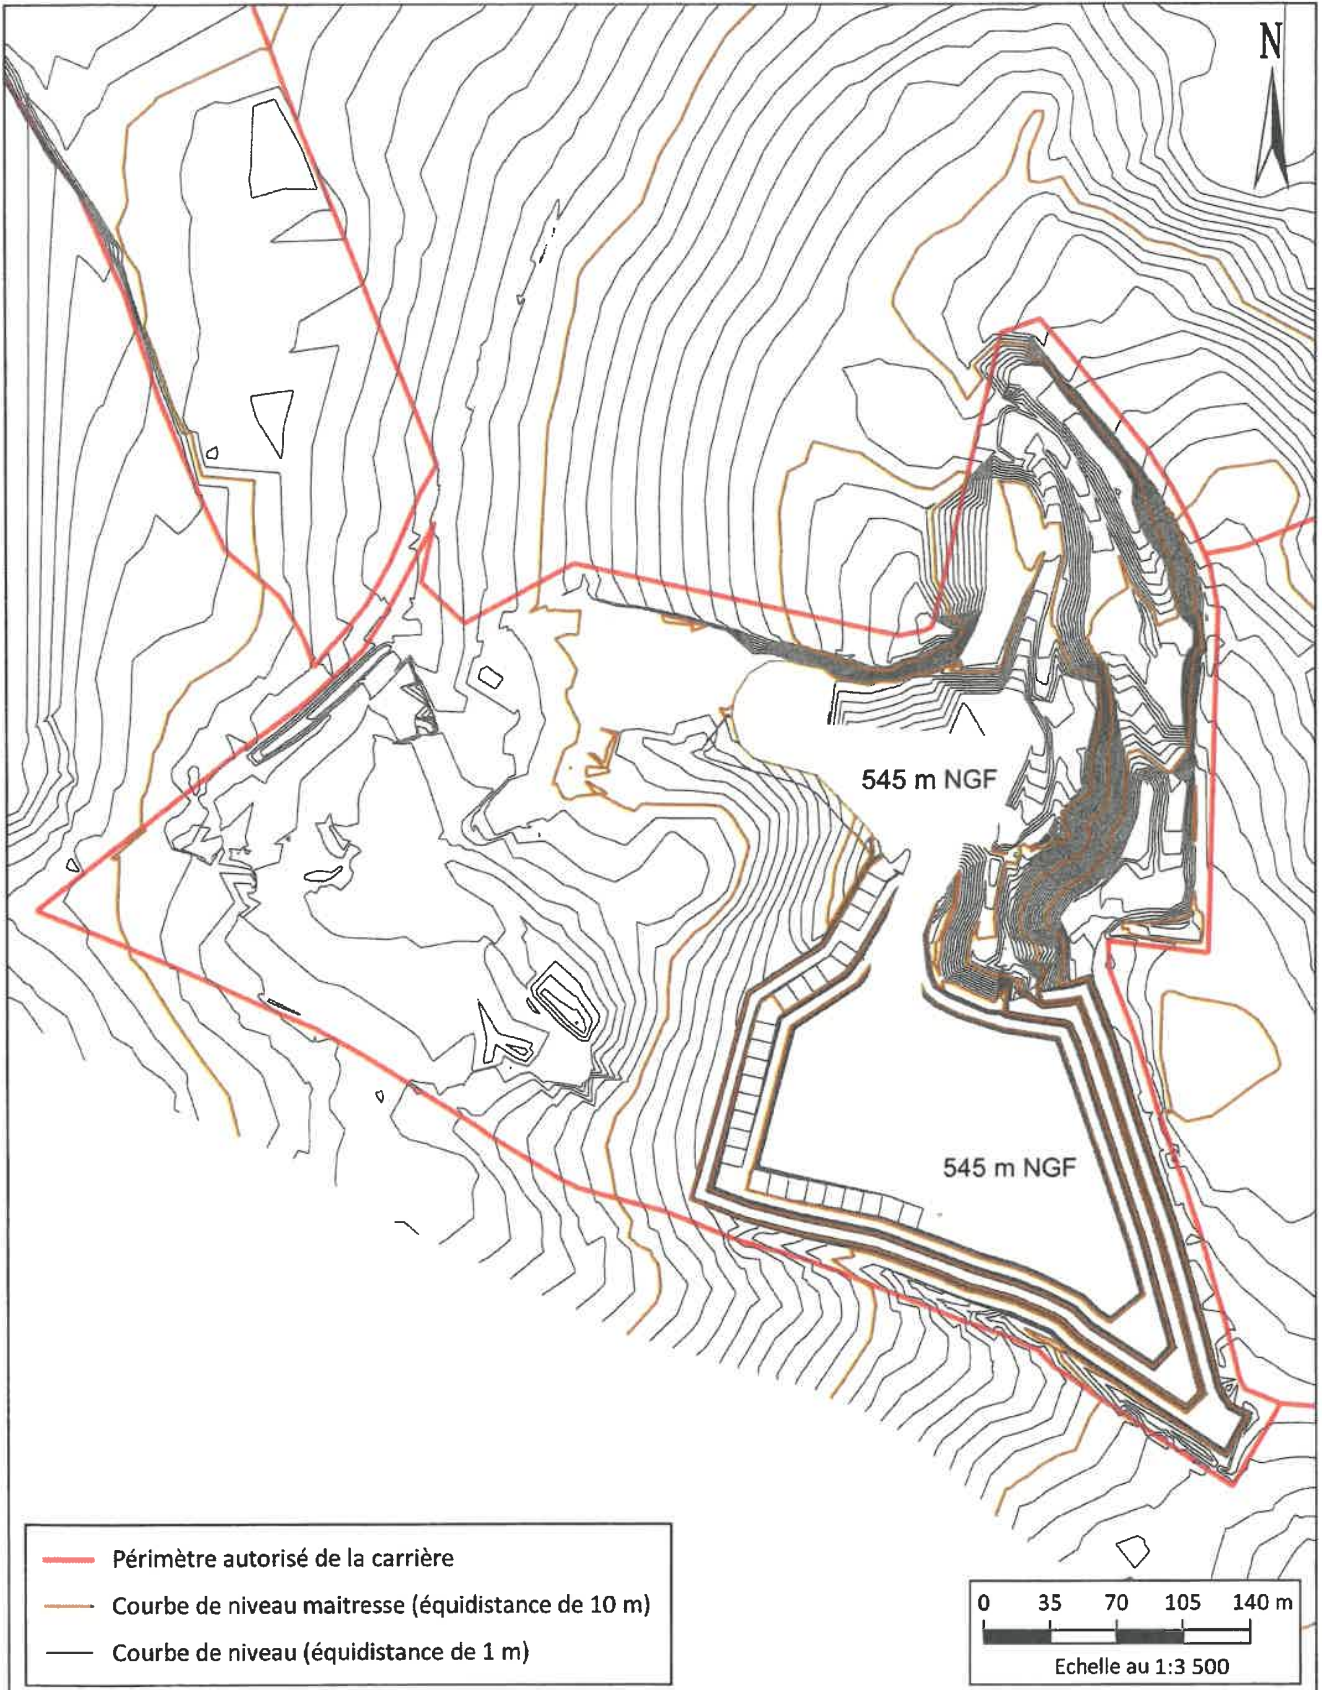 N
545 m NGF
545 m NGF
Périmètre autorisé de la carrière
Courbe de niveau maitresse (équidistance de 10 m)
Courbe de niveau (équidistance de 1 m)
0 35 70 105 140 m
Echelle au 1:3 500